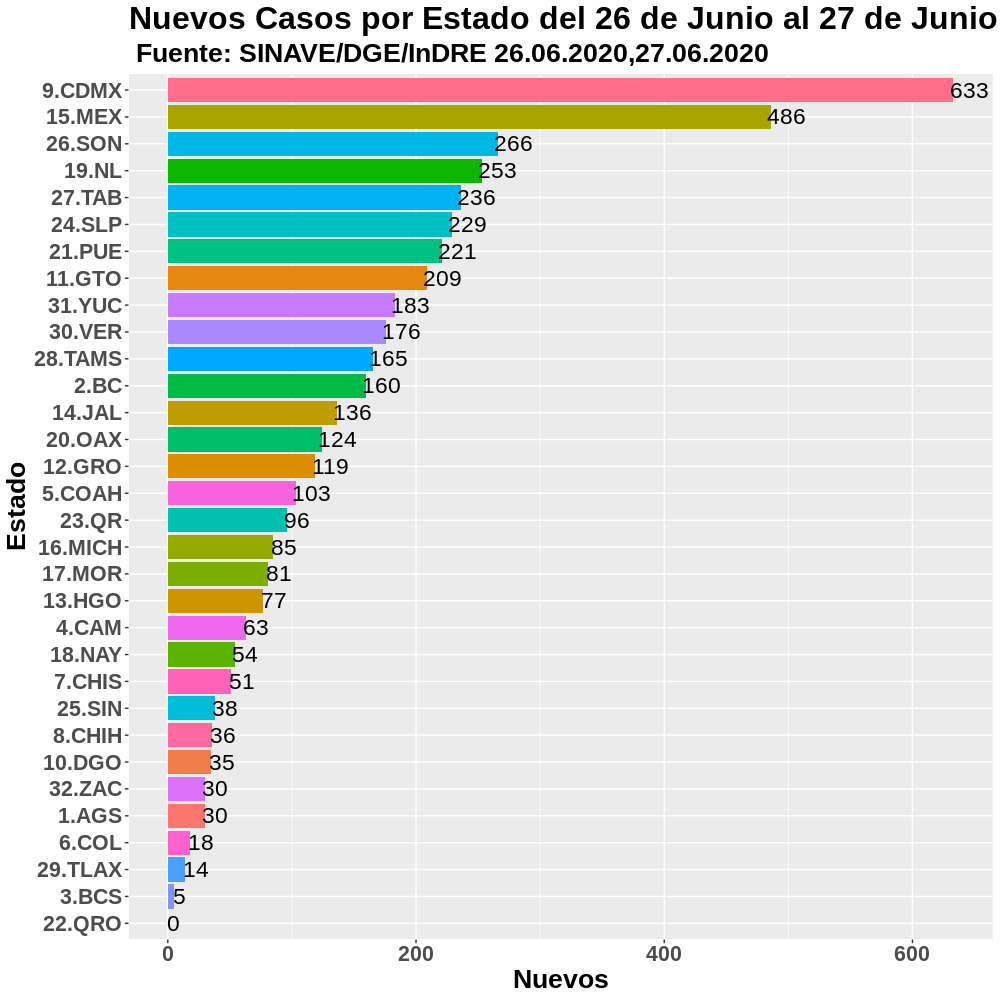 Nuevos Casos por Estado del 26 de Junio al 27 de Junio
Fuente: SINAVE/DGE/InDRE 26.06.2020,27.06.2020
9.CDMX 633
15.MEX 486
26.SON 266
19.NL 253
27.TAB 236
24.SLP 229
21.PUE 221
11.GTO 209
31.YUC 183
30.VER 176
28.TAMS 165
2.BC 160
14.JAL 136
20.OAX 124
12.GRO 119
5.COAH 103
23.QR 96
16.MICH 85
17.MOR 81
13.HGO 77
4.CAM 63
18.NAY 54
7.CHIS 51
25.SIN 38
8.CHIH 36
10.DGO 35
32.ZAC 30
1.AGS 30
6.COL 18
29.TLAX 14
3.BCS 5
22.QRO 0
Estado
0 200 400 600
Nuevos